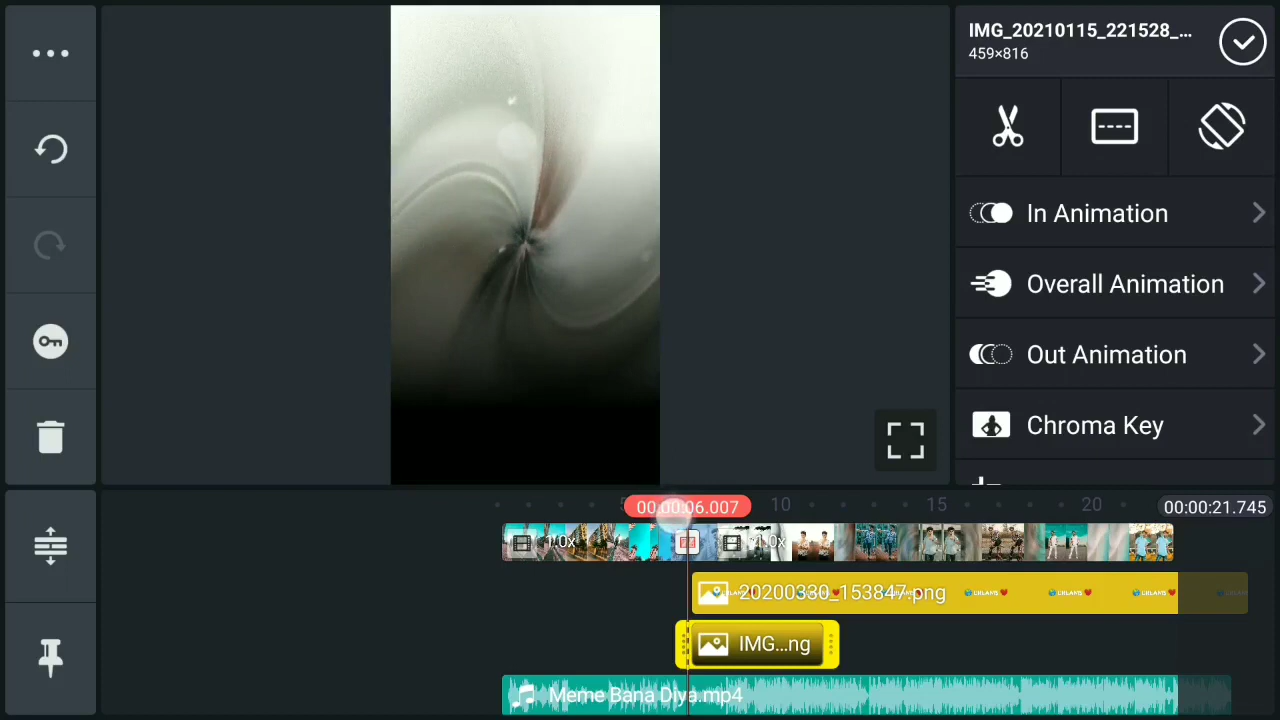 IMG_20210115_221528_...
459×816
In Animation
Overall Animation
Out Animation
Chroma Key
00:00:06.007
10
15
20
00:00:21.745
1.0x
1.0x
20200330_153847.png
IMG...ng
Meme Bana Diya.mp4